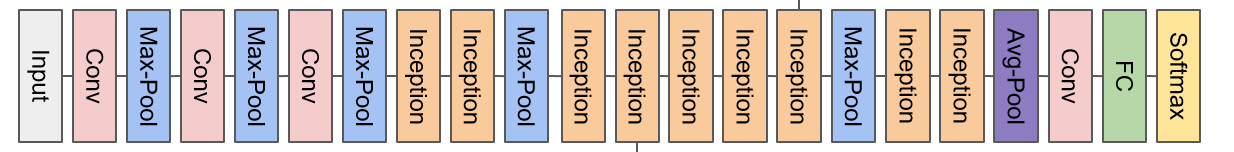 Input
Conv
Max-Pool
Conv
Max-Pool
Conv
Max-Pool
Inception
Inception
Max-Pool
Inception
Inception
Inception
Inception
Inception
Max-Pool
Inception
Inception
Avg-Pool
Conv
FC
Softmax